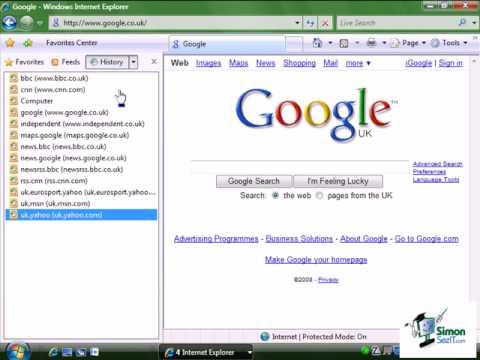 Google - Windows Internet Explorer
http://www.google.co.uk/
Live Search
Favorites Center
Google
Page
Tools
Favorites
Feeds
History
Web Images Maps News Shopping Mail more
iGoogle | Sign in
bbc (www.bbc.co.uk)
cnn (www.cnn.com)
Computer
google (www.google.co.uk)
independent (www.independent.co.uk)
maps.google (maps.google.co.uk)
news.bbc (news.bbc.co.uk)
news.google (news.google.co.uk)
newsrss.bbc (newsrss.bbc.co.uk)
rss.cnn (rss.cnn.com)
uk.eurosport.yahoo (uk.eurosport.yahoo...
uk.msn (uk.msn.com)
uk.yahoo (uk.yahoo.com)
Google™
UK
Advanced Search
Preferences
Language Tools
Google Search
I'm Feeling Lucky
Search: the web pages from the UK
Advertising Programmes - Business Solutions - About Google - Go to Google.com
Make Google your homepage
©2008 - Privacy
Internet | Protected Mode: On
4 Internet Explorer
Simon
SezIT.com